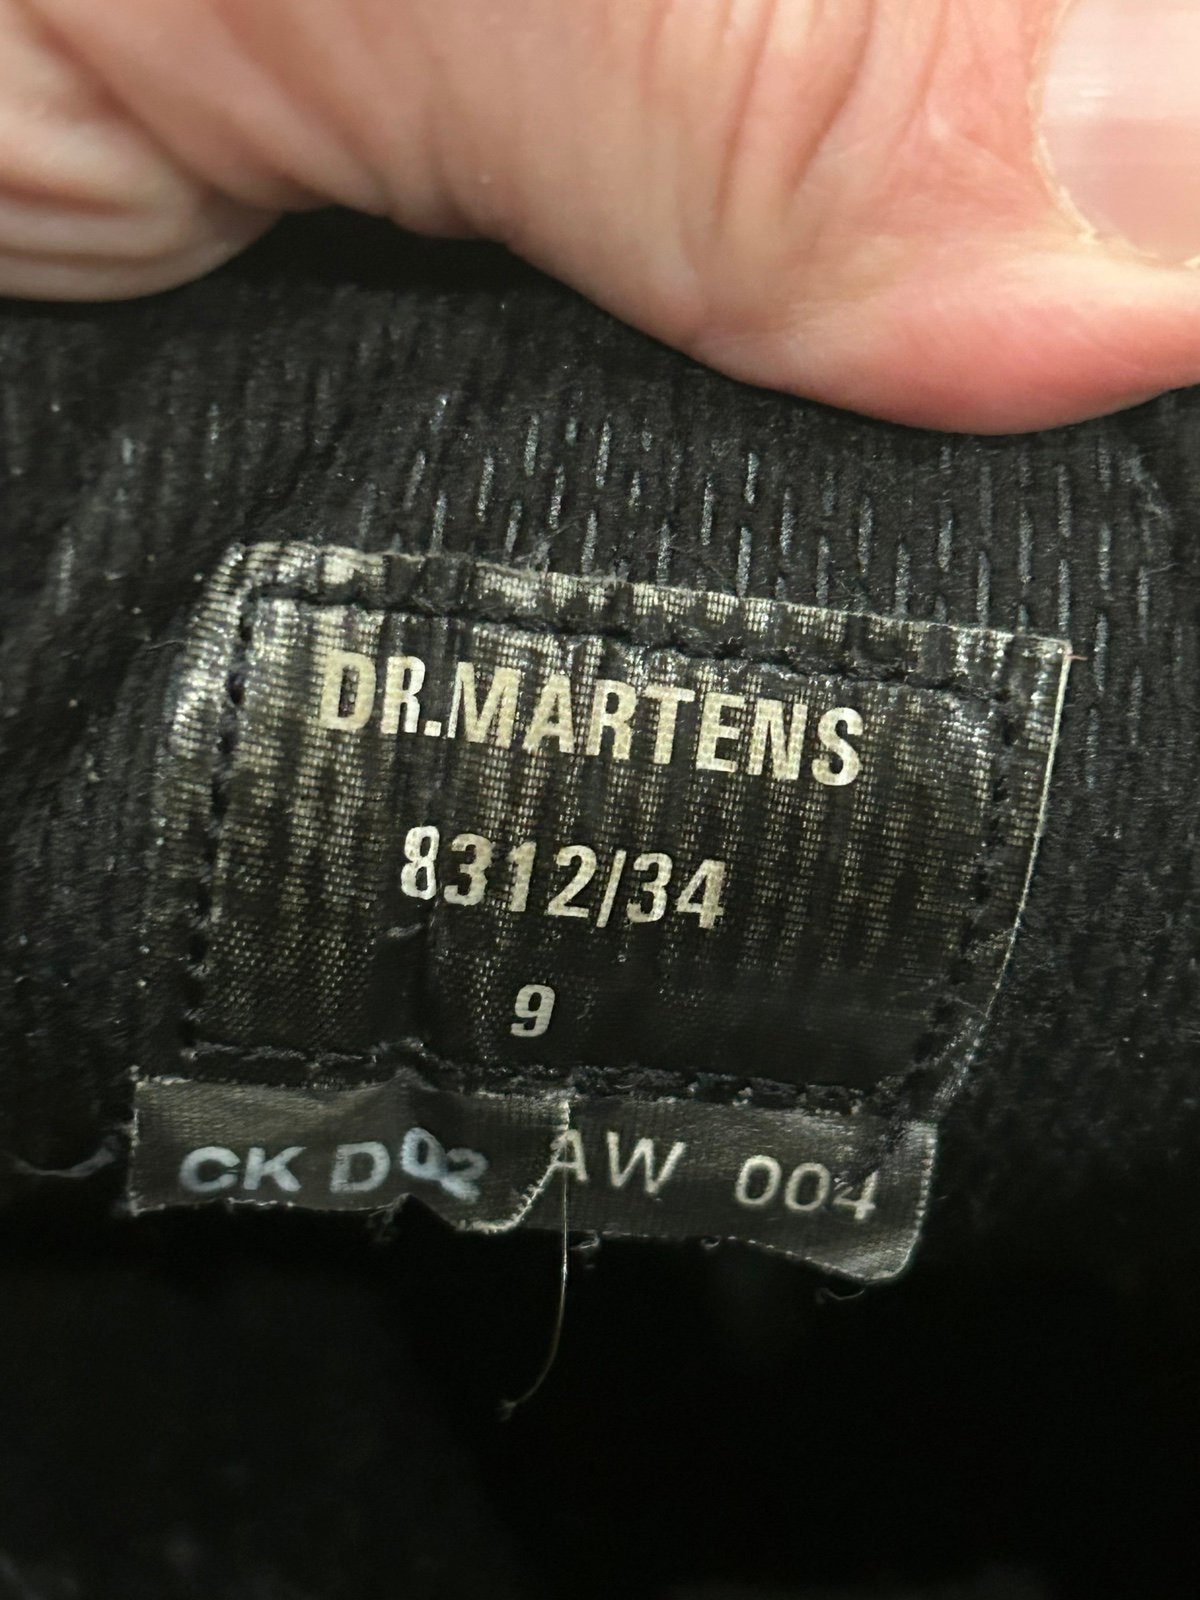 DR.MARTENS
8312/34
9
CK D02 AW 004